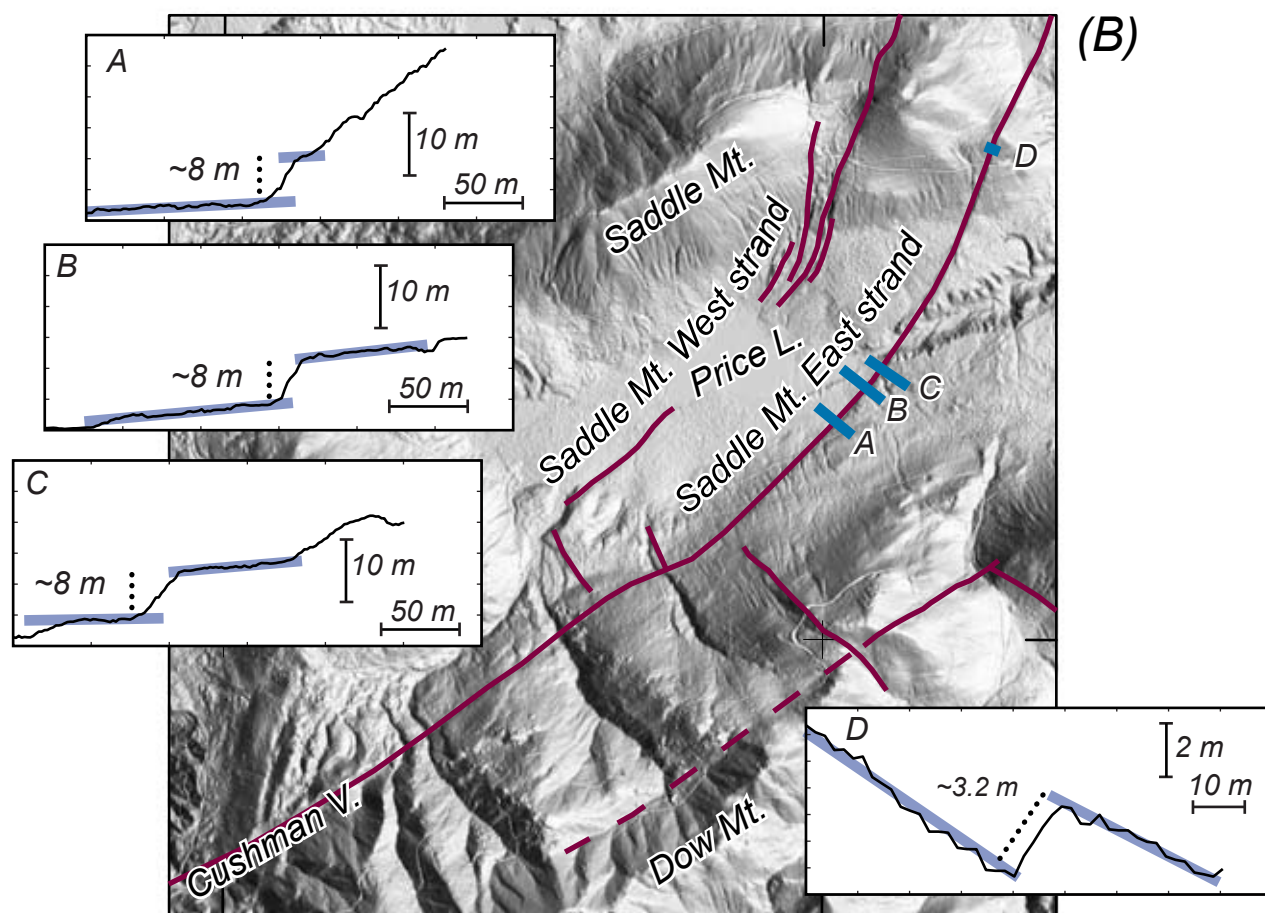 (B)
A
~8 m
10 m
50 m
B
~8 m
10 m
50 m
C
~8 m
10 m
50 m
Saddle Mt.
Saddle Mt. West strand
Price L.
Saddle Mt. East strand
D
C
B
A
Cushman V.
Dow Mt.
D
~3.2 m
2 m
10 m